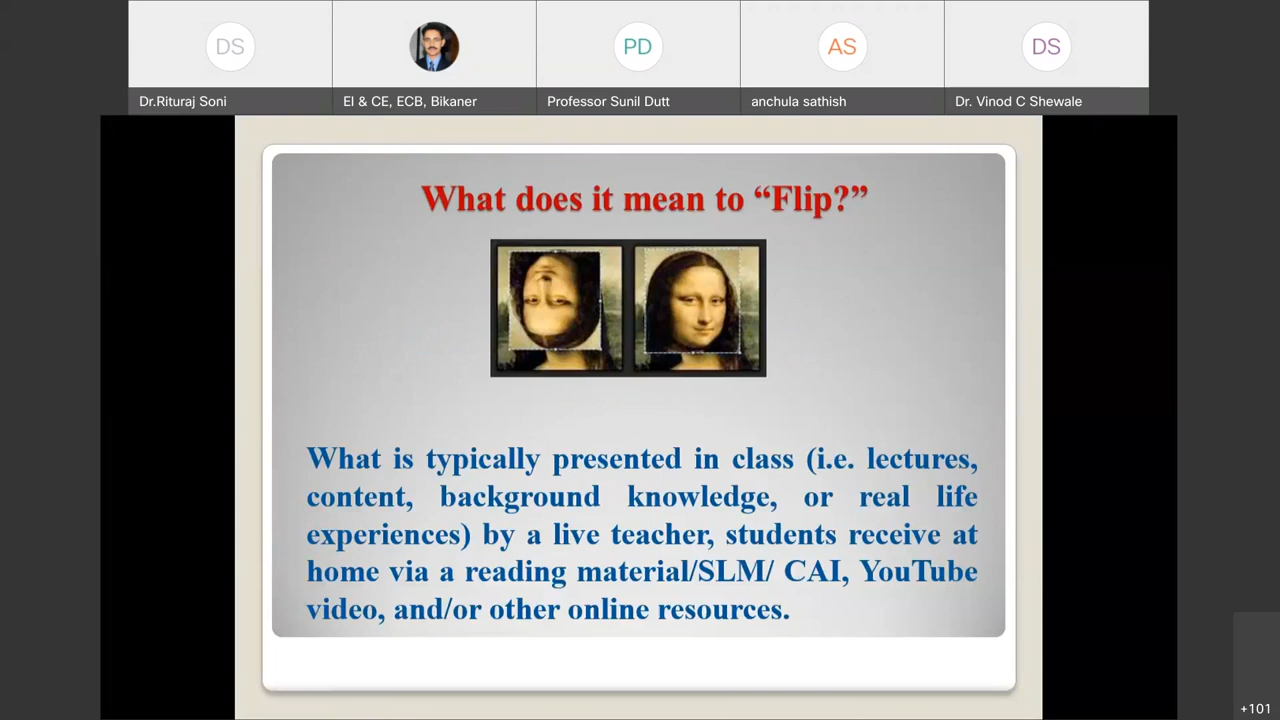 DS
PD
AS
DS
Dr.Rituraj Soni
EI & CE, ECB, Bikaner
Professor Sunil Dutt
anchula sathish
Dr. Vinod C Shewale
What does it mean to “Flip?”
What is typically presented in class (i.e. lectures,
content, background knowledge, or real life
experiences) by a live teacher, students receive at
home via a reading material/SLM/ CAI, YouTube
video, and/or other online resources.
+101